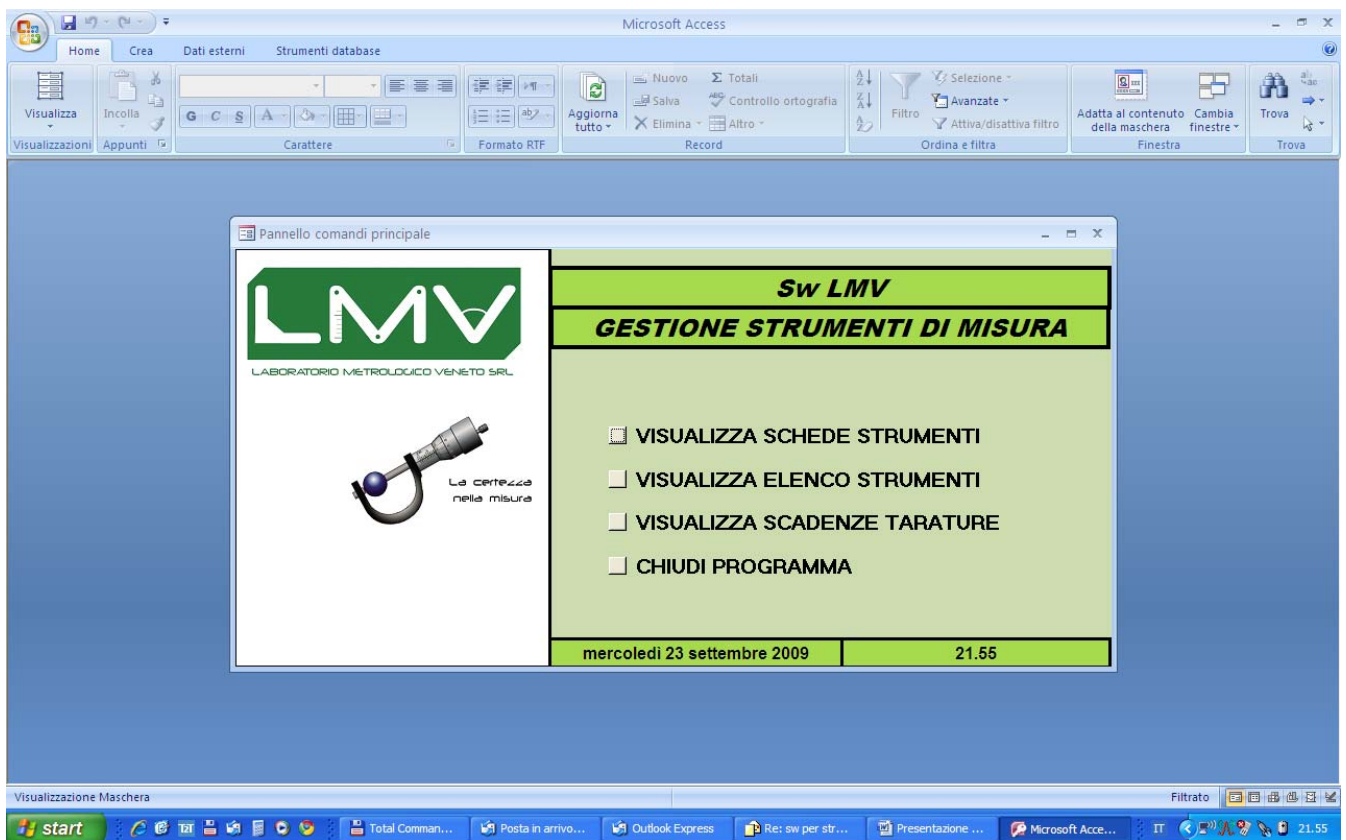 Microsoft Access
Home Crea Dati esterni Strumenti database
Visualizza
Incolla
G C S A
Aggiorna tutto
Nuovo Totali
Salva Controllo ortografia
Elimina Altro
Filtro
Selezione
Avanzate
Attiva/disattiva filtro
Adatta al contenuto della maschera
Cambia finestre
Trova
Visualizzazioni Appunti Carattere Formato RTF Record Ordina e filtra Finestra Trova
Pannello comandi principale
LMV
LABORATORIO METROLOGICO VENETO SRL
La certezza
nella misura
Sw LMV
GESTIONE STRUMENTI DI MISURA
VISUALIZZA SCHEDE STRUMENTI
VISUALIZZA ELENCO STRUMENTI
VISUALIZZA SCADENZE TARATURE
CHIUDI PROGRAMMA
mercoledì 23 settembre 2009 21.55
Visualizzazione Maschera Filtrato
start Total Comman... Posta in arrivo... Outlook Express Re: sw per str... Presentazione ... Microsoft Acce... IT 21.55